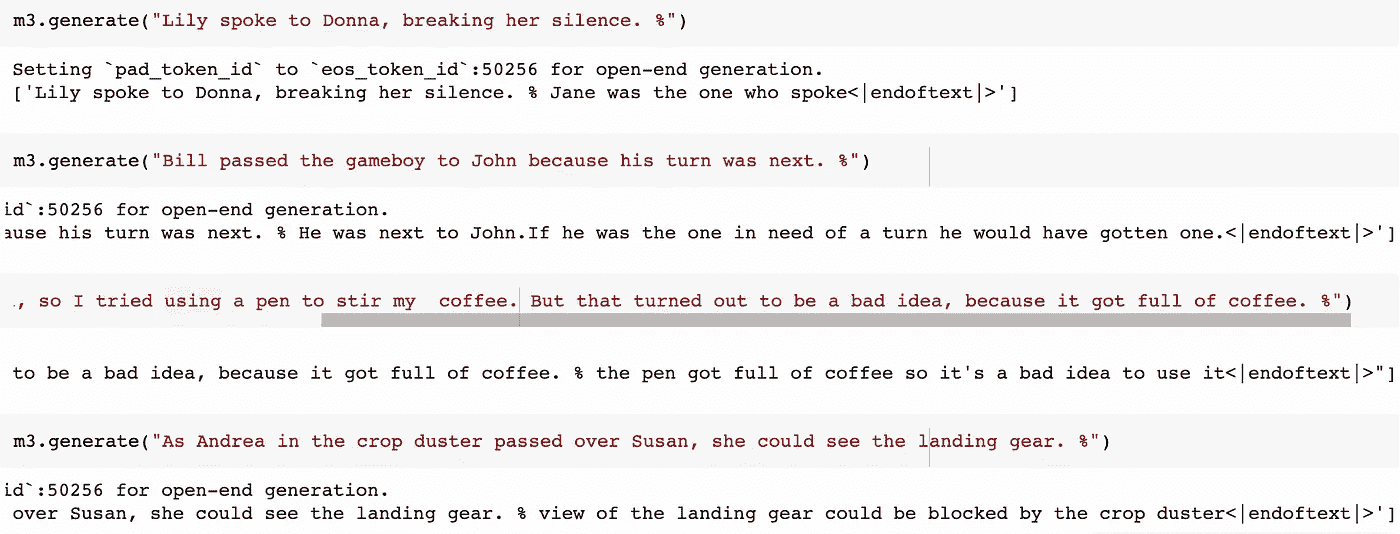 m3.generate("Lily spoke to Donna, breaking her silence. %")
Setting `pad_token_id` to `eos_token_id`:50256 for open-end generation.
['Lily spoke to Donna, breaking her silence. % Jane was the one who spoke<|endoftext|>']
m3.generate("Bill passed the gameboy to John because his turn was next. %")
id`:50256 for open-end generation.
ause his turn was next. % He was next to John.If he was the one in need of a turn he would have gotten one.<|endoftext|>']
., so I tried using a pen to stir my  coffee. But that turned out to be a bad idea, because it got full of coffee. %")
to be a bad idea, because it got full of coffee. % the pen got full of coffee so it's a bad idea to use it<|endoftext|>"]
m3.generate("As Andrea in the crop duster passed over Susan, she could see the landing gear. %")
id`:50256 for open-end generation.
over Susan, she could see the landing gear. % view of the landing gear could be blocked by the crop duster<|endoftext|>']